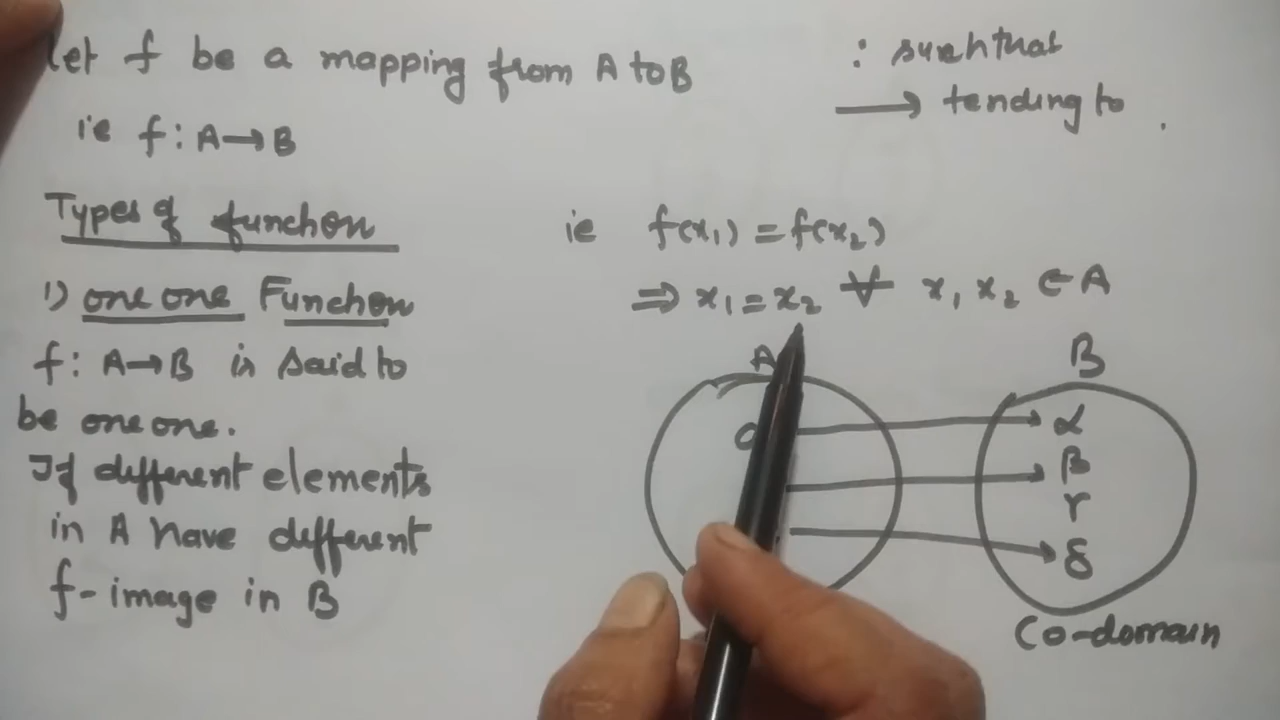 let f be a mapping from A to B
ie f : A → B
: such that
→ tending to .
Types of function
1) one one Function
f : A → B is said to
be one one.
If different elements
in A have different
f-image in B
ie f(x₁) = f(x₂)
⇒ x₁ = x₂ ∀ x₁ x₂ ∈ A
A
B
α
β
γ
δ
Co-domain